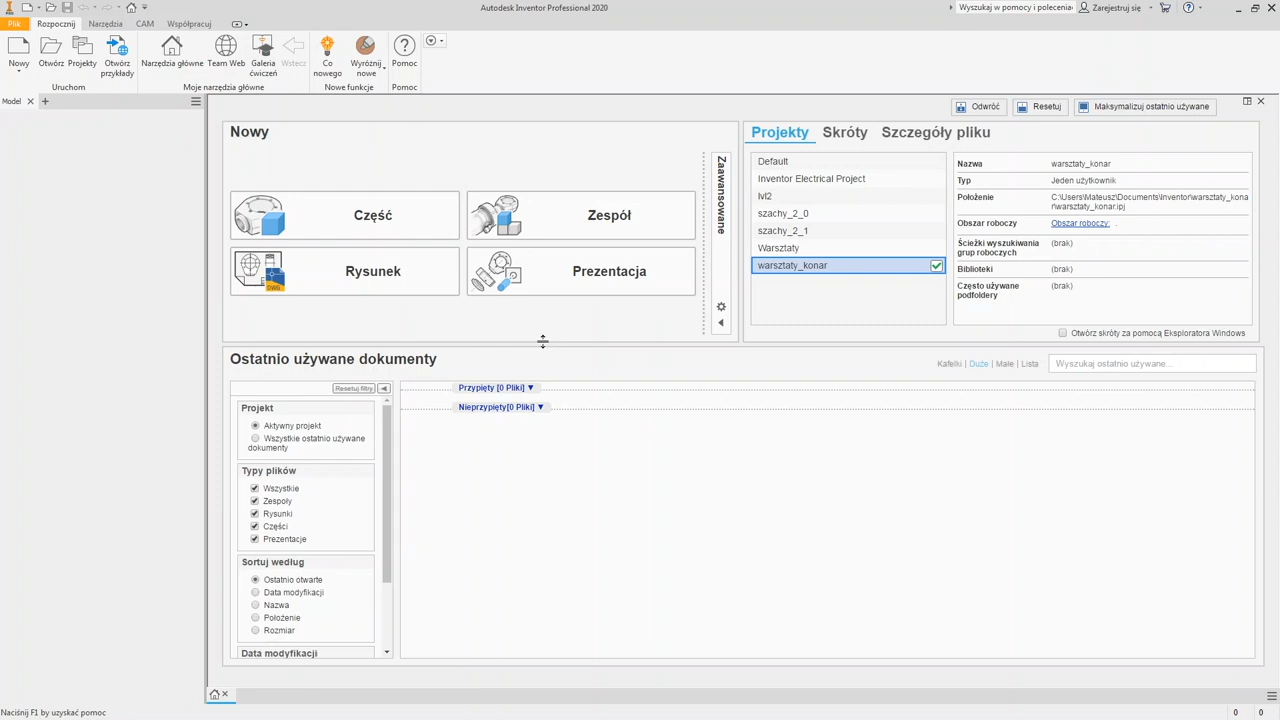 Autodesk Inventor Professional 2020
Wyszukaj w pomocy i polecenia
Zarejestruj się
Plik
Rozpocznij
Narzędzia
CAM
Współpracuj
Nowy
Otwórz
Projekty
Otwórz przykłady
Narzędzia główne
Team Web
Galeria ćwiczeń
Wstecz
Co nowego
Wyróżnij nowe
Pomoc
Uruchom
Moje narzędzia główne
Nowe funkcje
Pomoc
Model
Odwróć
Resetuj
Maksymalizuj ostatnio używane
Nowy
Część
Zespół
Rysunek
DWG
Prezentacja
Zaawansowane
Projekty
Skróty
Szczegóły pliku
Default
Inventor Electrical Project
lvl2
szachy_2_0
szachy_2_1
Warsztaty
warsztaty_konar
Nazwa warsztaty_konar
Typ Jeden użytkownik
Położenie C:\Users\Mateusz\Documents\Inventor\warsztaty_kona
r\warsztaty_konar.ipj
Obszar roboczy Obszar roboczy: .
Ścieżki wyszukiwania (brak)
grup roboczych
Biblioteki (brak)
Często używane (brak)
podfoldery
Otwórz skróty za pomocą Eksploratora Windows
Ostatnio używane dokumenty
Kafelki | Duże | Małe | Lista
Wyszukaj ostatnio używane...
Resetuj filtry
Przypięty [0 Pliki] ▼
Nieprzypięty[0 Pliki] ▼
Projekt
Aktywny projekt
Wszystkie ostatnio używane
dokumenty
Typy plików
Wszystkie
Zespoły
Rysunki
Części
Prezentacje
Sortuj według
Ostatnio otwarte
Data modyfikacji
Nazwa
Położenie
Rozmiar
Data modyfikacji
Naciśnij F1 by uzyskać pomoc
0 0